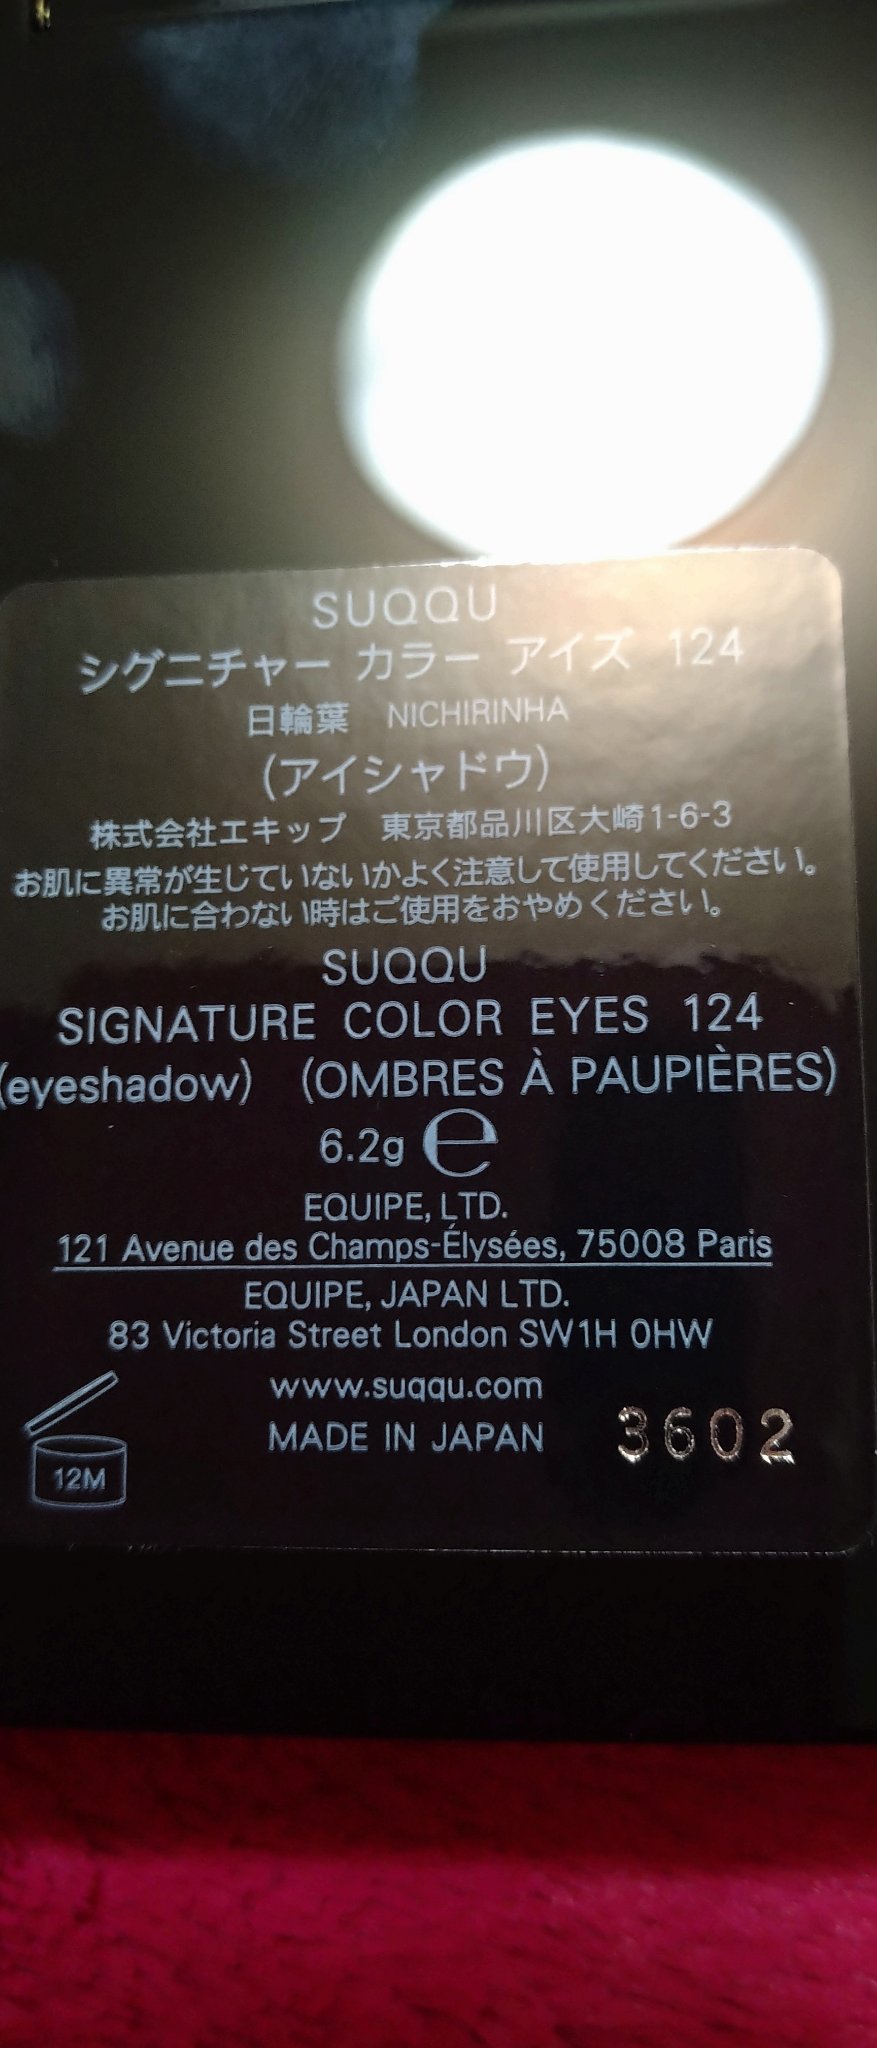 SUQQU
シグニチャー カラー アイズ 124
日輪葉 NICHIRINHA
(アイシャドウ)
株式会社エキップ 東京都品川区大崎1-6-3
お肌に異常が生じていないかよく注意して使用してください。
お肌に合わない時はご使用をおやめください。
SUQQU
SIGNATURE COLOR EYES 124
(eyeshadow) (OMBRES À PAUPIÈRES)
6.2g e
EQUIPE, LTD.
121 Avenue des Champs-Élysées, 75008 Paris
EQUIPE, JAPAN LTD.
83 Victoria Street London SW1H 0HW
www.suqqu.com
MADE IN JAPAN 3602
12M